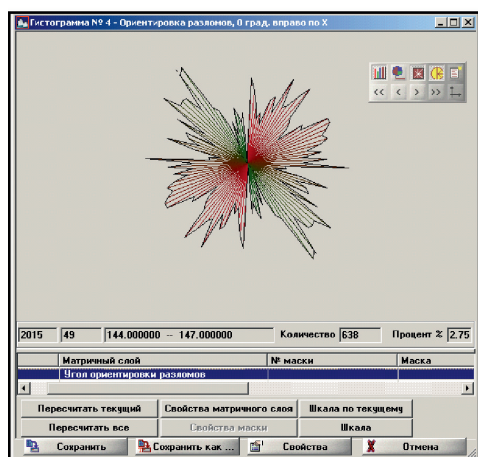 Гистограмма № 4 - Ориентировка разломов, 0 град. вправо по X
<< < > >>
2015 49 144.000000 -- 147.000000 Количество 638 Процент % 2.75
Матричный слой № маски Маска
Угол ориентировки разломов
Пересчитать текущий Свойства матричного слоя Шкала по текущему
Пересчитать все Свойства маски Шкала
Сохранить Сохранить как ... Свойства Отмена